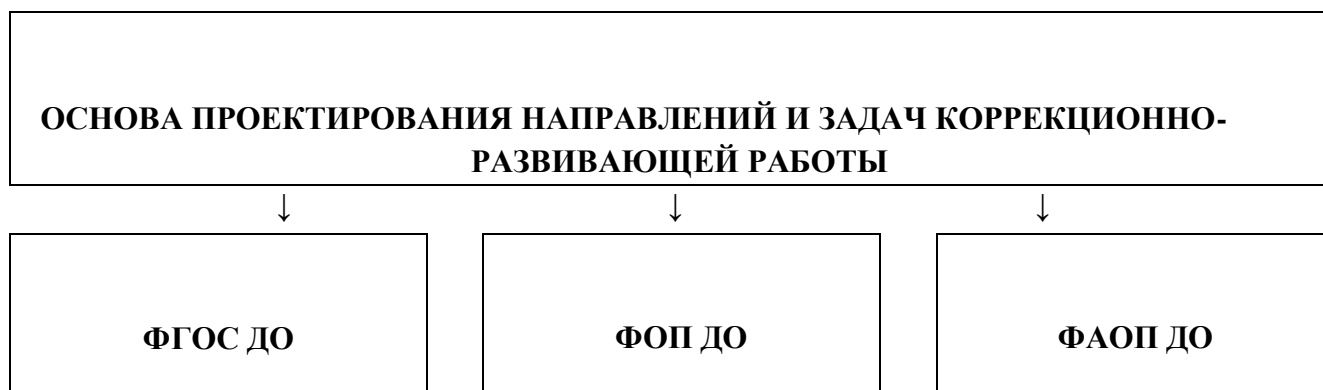 ОСНОВА ПРОЕКТИРОВАНИЯ НАПРАВЛЕНИЙ И ЗАДАЧ КОРРЕКЦИОННО-
РАЗВИВАЮЩЕЙ РАБОТЫ
↓ ↓ ↓
ФГОС ДО ФОП ДО ФАОП ДО